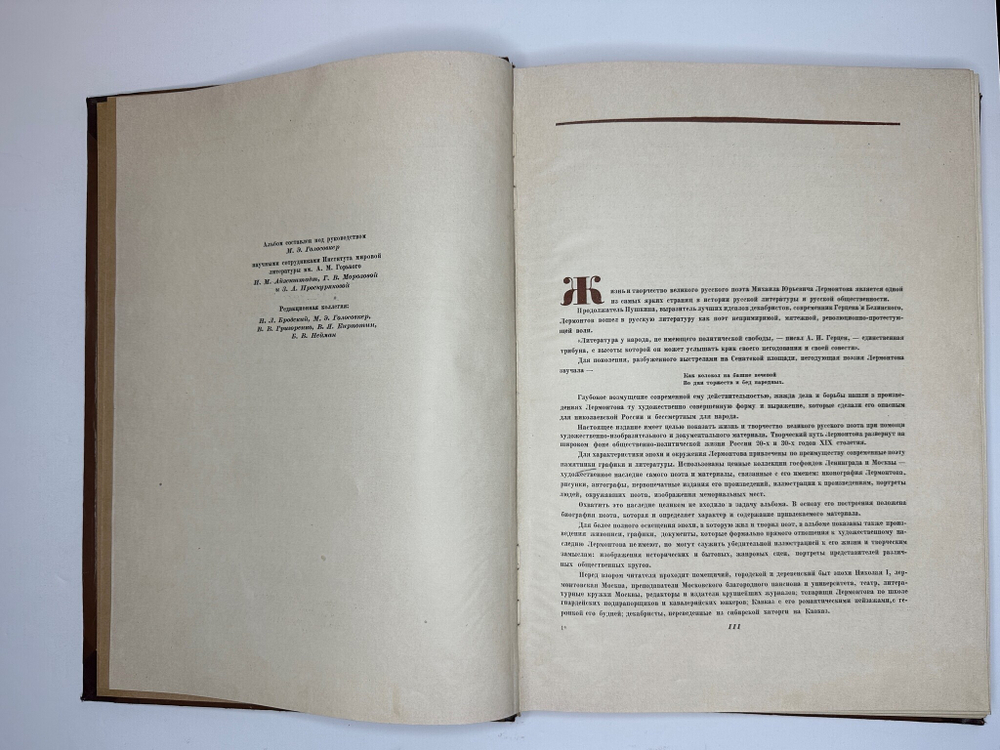 Альбом составлен под руководством
М. Э. Голосовкер
научными сотрудниками Института мировой
литературы им. А. М. Горького
И. М. Айзенштадт, Г. В. Морозовой
и З. А. Проскуряковой
Редакционная коллегия:
Н. Л. Бродский, М. Э. Голосовкер,
В. В. Григоренко, В. Я. Кирпотин,
Б. В. Нейман
Жизнь и творчество великого русского поэта Михаила Юрьевича Лермонтова является одной
из самых ярких страниц в истории русской литературы и русской общественности.
Продолжатель Пушкина, выразитель лучших идеалов декабристов, современник Герцена и Белинского,
Лермонтов вошел в русскую литературу как поэт непримиримой, мятежной, революционно-протестую-
щей воли.
«Литература у народа, не имеющего политической свободы, — писал А. И. Герцен, — единственная
трибуна, с высоты которой он может услышать крик своего негодования и своей совести».
Для поколения, разбуженного выстрелами на Сенатской площади, негодующая поэзия Лермонтова
звучала —
Как колокол на башне вечевой
Во дни торжеств и бед народных.
Глубокое возмущение современной ему действительностью, жажда дела и борьбы нашли в произве-
дениях Лермонтова ту художественно совершенную форму и выражение, которые сделали его опасным
для николаевской России и бессмертным для народа.
Настоящее издание имеет целью показать жизнь и творчество великого русского поэта при помощи
художественно-изобразительного и документального материала. Творческий путь Лермонтова развернут на
широком фоне общественно-политической жизни России 20-х и 30-х годов XIX столетия.
Для характеристики эпохи и окружения Лермонтова привлечены по преимуществу современные поэту
памятники графики и литературы. Использованы ценные коллекции госфондом Ленинграда и Москвы —
художественное наследие самого поэта и материалы, связанные с его именем: иконография Лермонтова,
рисунки, автографы, первопечатные издания его произведений, иллюстрации к произведениям, портреты
людей, окружавших поэта, изображения мемориальных мест.
Охватить это наследие целиком не входило в задачу альбома. В основу его построения положена
биография поэта, которая и определяет характер и содержание привлекаемого материала.
Для более полного освещения эпохи, в которую жил и творил поэт, в альбоме показаны также произ-
ведения живописи, графики, документы, которые формально прямого отношения к художественному на-
следию Лермонтова не имеют, но могут служить убедительной иллюстрацией к его жизни и творческим
замыслам: изображения исторических и бытовых, жанровых сцен, портреты представителей различ-
ных общественных кругов.
Перед взором читателя проходят помещичий, городской и деревенский быт эпохи Николая I, лер-
монтовская Москва, преподаватели Московского благородного пансиона и университета, театр, литера-
турные кружки Москвы, редакторы и издатели крупнейших журналов; товарищи Лермонтова по школе
гвардейских подпрапорщиков и кавалерийских юнкеров; Кавказ с его романтическими пейзажами, с ге-
роикой его будней; декабристы, переведенные из сибирской каторги на Кавказ.
1*
III